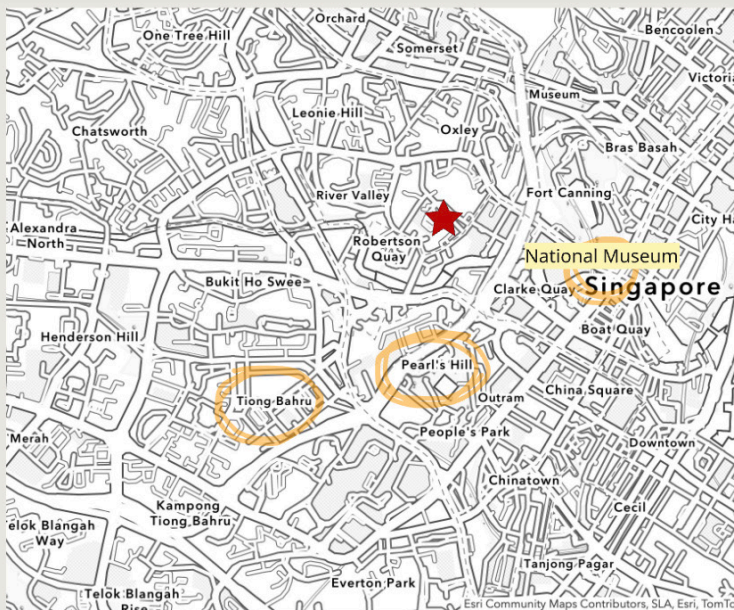 Orchard
Bencoolen
One Tree Hill
Somerset
Victoria
Museum
Leonie Hill
Chatsworth
Oxley
Bras Basah
River Valley
Fort Canning
City Ha
Alexandra
North
Robertson
Quay
National Museum
Bukit Ho Swee
Clarke Quay
Singapore
Boat Quay
Henderson Hill
Pearl's Hill
China Square
Tiong Bahru
Outram
People's Park
Merah
Downtown
Chinatown
Kampong
Tiong Bahru
Cecil
elok Blangah
Way
Tanjong Pagar
Everton Park
Telok Blangah
Rise
Esri Community Maps Contributors, SLA, Esri, TomTo